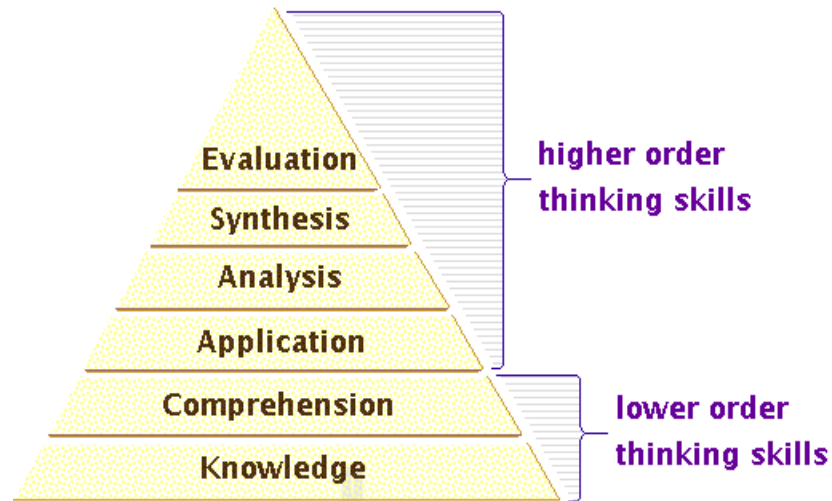 Evaluation
Synthesis
Analysis
Application
Comprehension
Knowledge
higher order
thinking skills
lower order
thinking skills